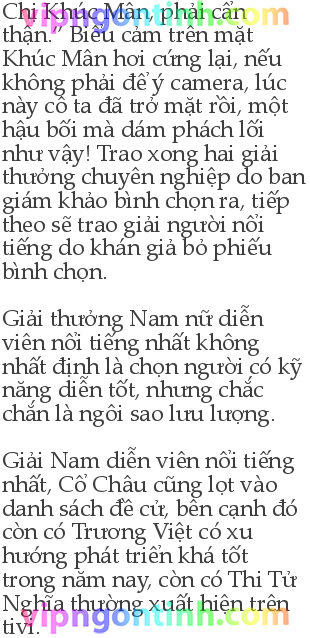 Chị Khúc Mân, phải cẩn
vipngontinh.com
thận.” Biểu cảm trên mặt
Khúc Mân hơi cứng lại, nếu
không phải để ý camera, lúc
này cô ta đã trở mặt rồi, một
hậu bối mà dám phách lối
như vậy! Trao xong hai giải
thưởng chuyên nghiệp do ban
giám khảo bình chọn ra, tiếp
theo sẽ trao giải người nổi
tiếng do khán giả bỏ phiếu
bình chọn.
Giải thưởng Nam nữ diễn
viên nổi tiếng nhất không
nhất định là chọn người có kỹ
năng diễn tốt, nhưng chắc
chắn là ngôi sao lưu lượng.
Giải Nam diễn viên nổi tiếng
nhất, Cổ Châu cũng lọt vào
danh sách đề cử, bên cạnh đó
còn có Trương Việt có xu
hướng phát triển khá tốt
trong năm nay, còn có Thi Tử
Nghĩa thường xuất hiện trên
tivi.
vipngontinh.com